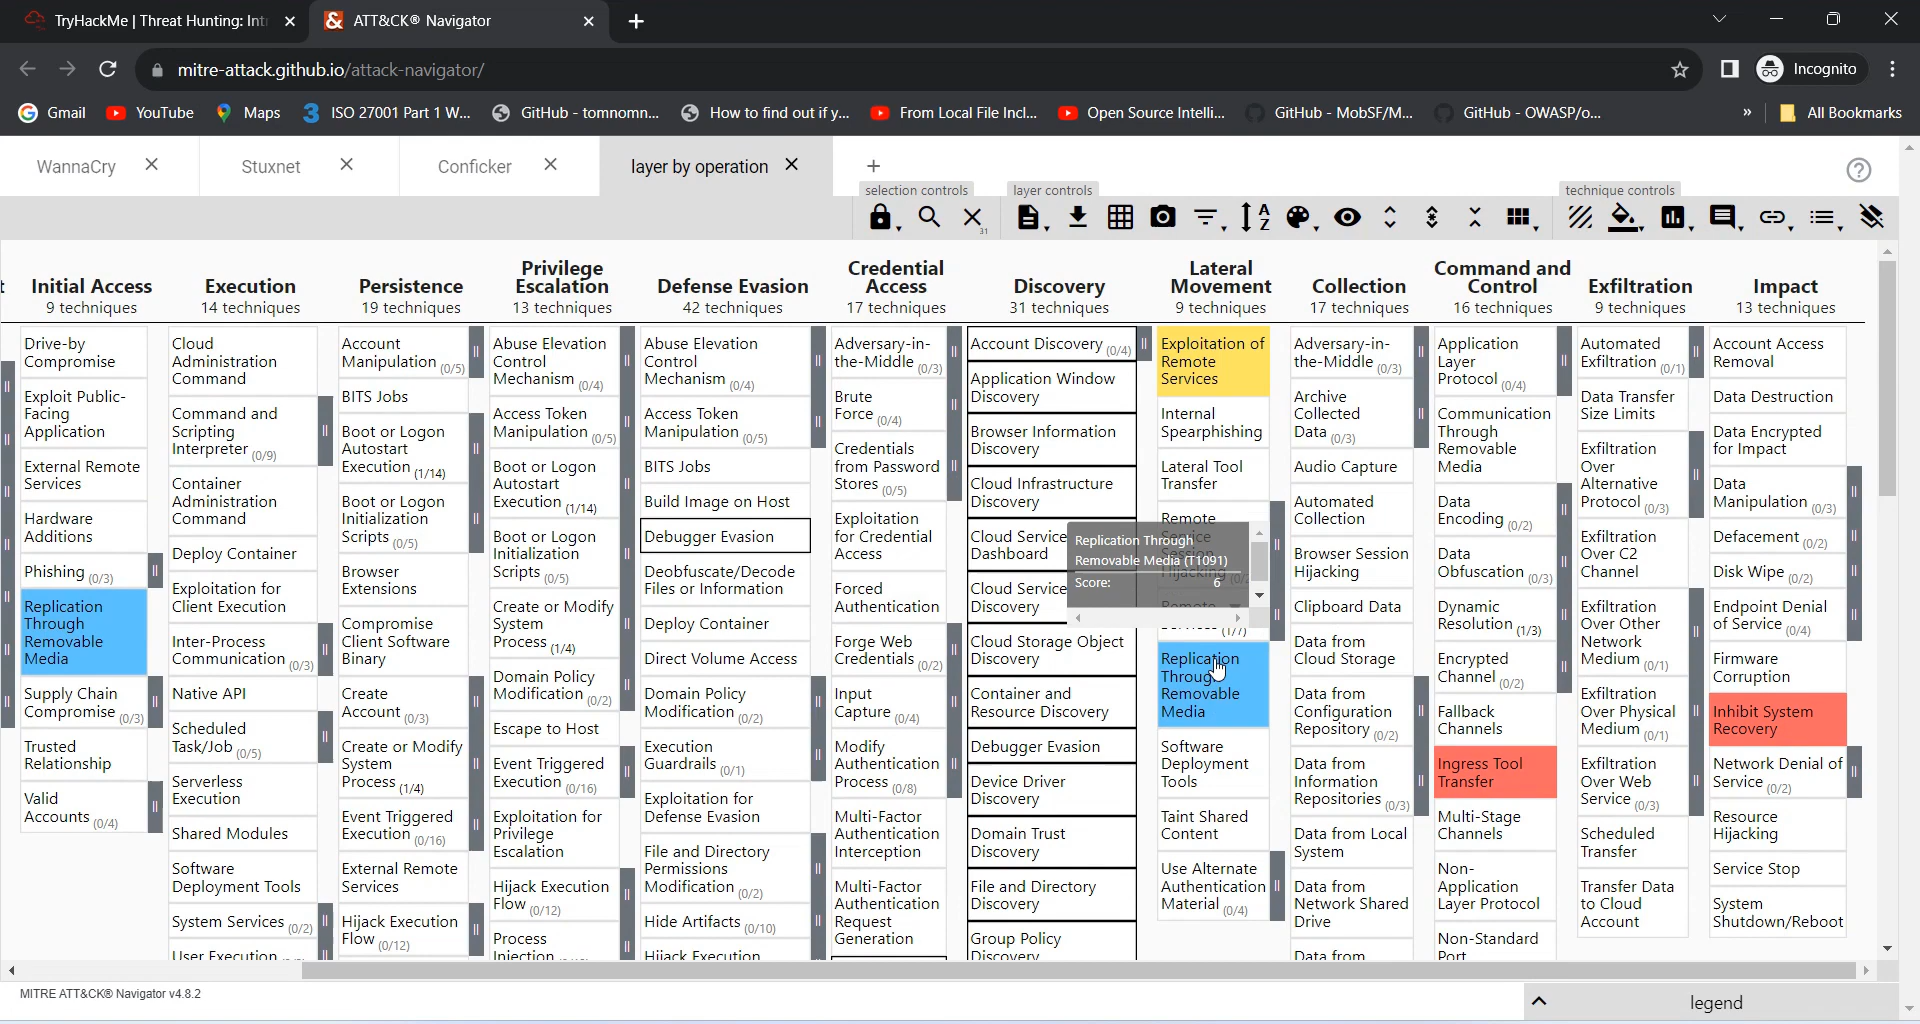 TryHackMe | Threat Hunting: Int
ATT&CK® Navigator
mitre-attack.github.io/attack-navigator/
Incognito
Gmail
YouTube
Maps
ISO 27001 Part 1 W...
GitHub - tomnomn...
How to find out if y...
From Local File Incl...
Open Source Intelli...
GitHub - MobSF/M...
GitHub - OWASP/o...
»
All Bookmarks
WannaCry
Stuxnet
Conficker
layer by operation
selection controls
layer controls
technique controls
31
Initial Access
9 techniques
Drive-by
Compromise
Exploit Public-
Facing
Application
External Remote
Services
Hardware
Additions
Phishing (0/3)
Replication
Through
Removable
Media
Supply Chain
Compromise (0/3)
Trusted
Relationship
Valid
Accounts (0/4)
Execution
14 techniques
Cloud
Administration
Command
Command and
Scripting
Interpreter (0/9)
Container
Administration
Command
Deploy Container
Exploitation for
Client Execution
Inter-Process
Communication (0/3)
Native API
Scheduled
Task/Job (0/5)
Serverless
Execution
Shared Modules
Software
Deployment Tools
System Services (0/2)
User Execution
Persistence
19 techniques
Account
Manipulation (0/5)
BITS Jobs
Boot or Logon
Autostart
Execution (1/14)
Boot or Logon
Initialization
Scripts (0/5)
Browser
Extensions
Compromise
Client Software
Binary
Create
Account (0/3)
Create or Modify
System
Process (1/4)
Event Triggered
Execution (0/16)
External Remote
Services
Hijack Execution
Flow (0/12)
Privilege
Escalation
13 techniques
Abuse Elevation
Control
Mechanism (0/4)
Access Token
Manipulation (0/5)
Boot or Logon
Autostart
Execution (1/14)
Boot or Logon
Initialization
Scripts (0/5)
Create or Modify
System
Process (1/4)
Domain Policy
Modification (0/2)
Escape to Host
Event Triggered
Execution (0/16)
Exploitation for
Privilege
Escalation
Hijack Execution
Flow (0/12)
Process
Injection
Defense Evasion
42 techniques
Abuse Elevation
Control
Mechanism (0/4)
Access Token
Manipulation (0/5)
BITS Jobs
Build Image on Host
Debugger Evasion
Deobfuscate/Decode
Files or Information
Deploy Container
Direct Volume Access
Domain Policy
Modification (0/2)
Execution
Guardrails (0/1)
Exploitation for
Defense Evasion
File and Directory
Permissions
Modification (0/2)
Hide Artifacts (0/10)
Hijack Execution
Credential
Access
17 techniques
Adversary-in-
the-Middle (0/3)
Brute
Force (0/4)
Credentials
from Password
Stores (0/5)
Exploitation
for Credential
Access
Forced
Authentication
Forge Web
Credentials (0/2)
Input
Capture (0/4)
Modify
Authentication
Process (0/8)
Multi-Factor
Authentication
Interception
Multi-Factor
Authentication
Request
Generation
Discovery
31 techniques
Account Discovery (0/4)
Application Window
Discovery
Browser Information
Discovery
Cloud Infrastructure
Discovery
Cloud Service
Dashboard
Cloud Service
Discovery
Cloud Storage Object
Discovery
Container and
Resource Discovery
Debugger Evasion
Device Driver
Discovery
Domain Trust
Discovery
File and Directory
Discovery
Group Policy
Discovery
Lateral
Movement
9 techniques
Exploitation of
Remote
Services
Internal
Spearphishing
Lateral Tool
Transfer
Remote
Service
Session
Hijacking
Remote
Services (1/7)
Replication Through
Removable Media (T1091)
Score: 6
Replication
Through
Removable
Media
Software
Deployment
Tools
Taint Shared
Content
Use Alternate
Authentication
Material (0/4)
Collection
17 techniques
Adversary-in-
the-Middle (0/3)
Archive
Collected
Data (0/3)
Audio Capture
Automated
Collection
Browser Session
Hijacking
Clipboard Data
Data from
Cloud Storage
Data from
Configuration
Repository (0/2)
Data from
Information
Repositories (0/3)
Data from Local
System
Data from
Network Shared
Drive
Data from
Command and
Control
16 techniques
Application
Layer
Protocol (0/4)
Communication
Through
Removable
Media
Data
Encoding (0/2)
Data
Obfuscation (0/3)
Dynamic
Resolution (1/3)
Encrypted
Channel (0/2)
Fallback
Channels
Ingress Tool
Transfer
Multi-Stage
Channels
Non-
Application
Layer Protocol
Non-Standard
Port
Exfiltration
9 techniques
Automated
Exfiltration (0/1)
Data Transfer
Size Limits
Exfiltration
Over
Alternative
Protocol (0/3)
Exfiltration
Over C2
Channel
Exfiltration
Over Other
Network
Medium (0/1)
Exfiltration
Over Physical
Medium (0/1)
Exfiltration
Over Web
Service (0/3)
Scheduled
Transfer
Transfer Data
to Cloud
Account
Impact
13 techniques
Account Access
Removal
Data Destruction
Data Encrypted
for Impact
Data
Manipulation (0/3)
Defacement (0/2)
Disk Wipe (0/2)
Endpoint Denial
of Service (0/4)
Firmware
Corruption
Inhibit System
Recovery
Network Denial of
Service (0/2)
Resource
Hijacking
Service Stop
System
Shutdown/Reboot
MITRE ATT&CK® Navigator v4.8.2
legend